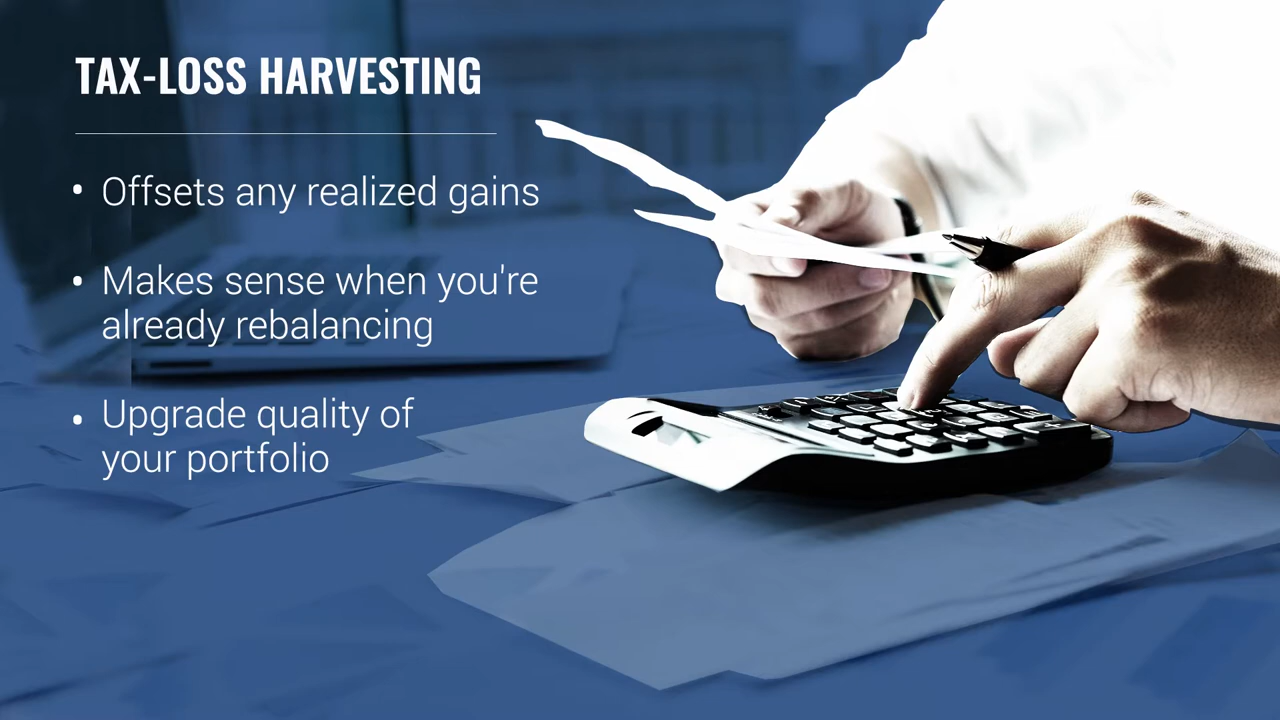 TAX-LOSS HARVESTING
• Offsets any realized gains
• Makes sense when you're
already rebalancing
• Upgrade quality of
your portfolio